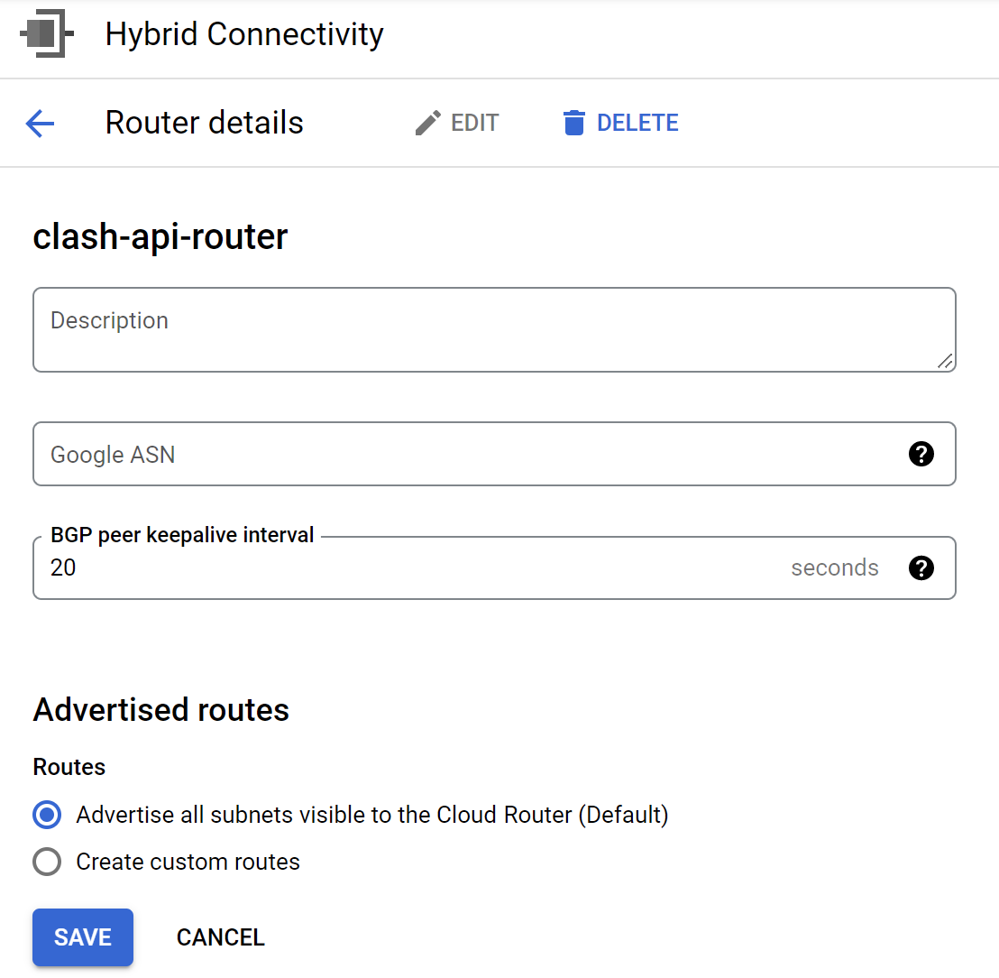 Hybrid Connectivity
Router details EDIT DELETE
clash-api-router
Description
Google ASN ?
BGP peer keepalive interval
20 seconds ?
Advertised routes
Routes
Advertise all subnets visible to the Cloud Router (Default)
Create custom routes
SAVE CANCEL